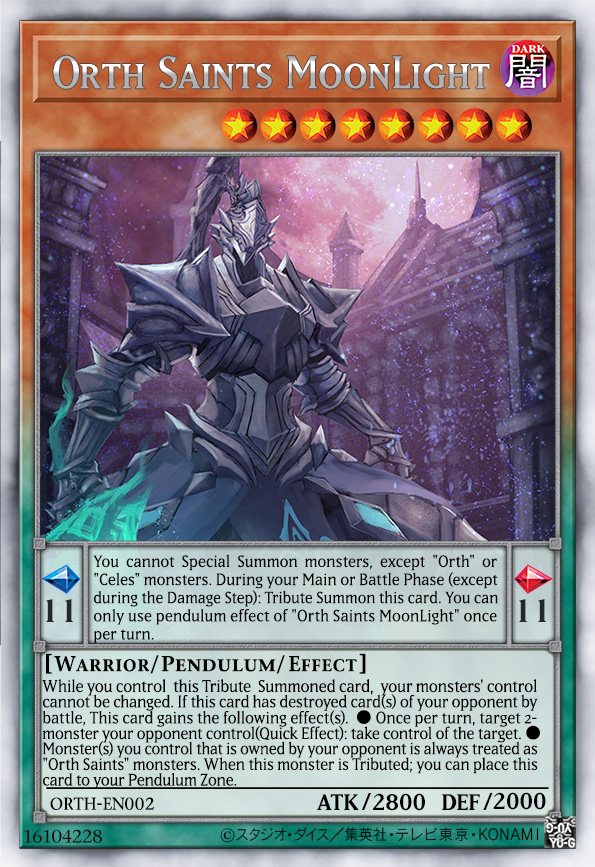 ORTH SAINTS MOONLIGHT
DARK
闇
You cannot Special Summon monsters, except "Orth" or
"Celes" monsters. During your Main or Battle Phase (except
during the Damage Step): Tribute Summon this card. You can
only use pendulum effect of "Orth Saints MoonLight" once
per turn.
11
11
[WARRIOR/PENDULUM/EFFECT]
While you control this Tribute Summoned card, your monsters' control
cannot be changed. If this card has destroyed card(s) of your opponent by
battle, This card gains the following effect(s). ● Once per turn, target 2-
monster your opponent control(Quick Effect): take control of the target. ●
Monster(s) you control that is owned by your opponent is always treated as
"Orth Saints" monsters. When this monster is Tributed; you can place this
card to your Pendulum Zone.
ORTH-EN002
ATK/2800 DEF/2000
16104228
©スタジオ・ダイス/集英社・テレビ東京・KONAMI